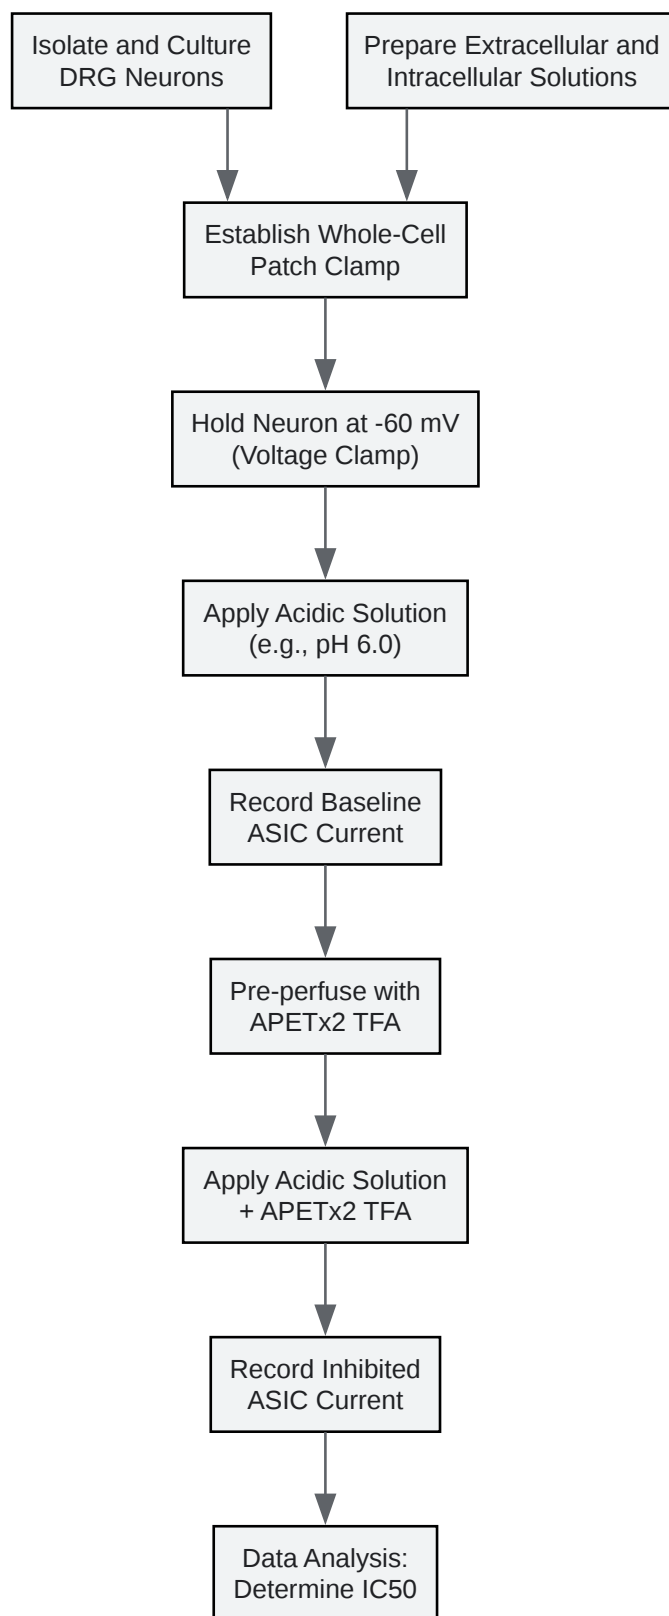 Isolate and Culture
DRG Neurons
Prepare Extracellular and
Intracellular Solutions
Establish Whole-Cell
Patch Clamp
Hold Neuron at -60 mV
(Voltage Clamp)
Apply Acidic Solution
(e.g., pH 6.0)
Record Baseline
ASIC Current
Pre-perfuse with
APETx2 TFA
Apply Acidic Solution
+ APETx2 TFA
Record Inhibited
ASIC Current
Data Analysis:
Determine IC50